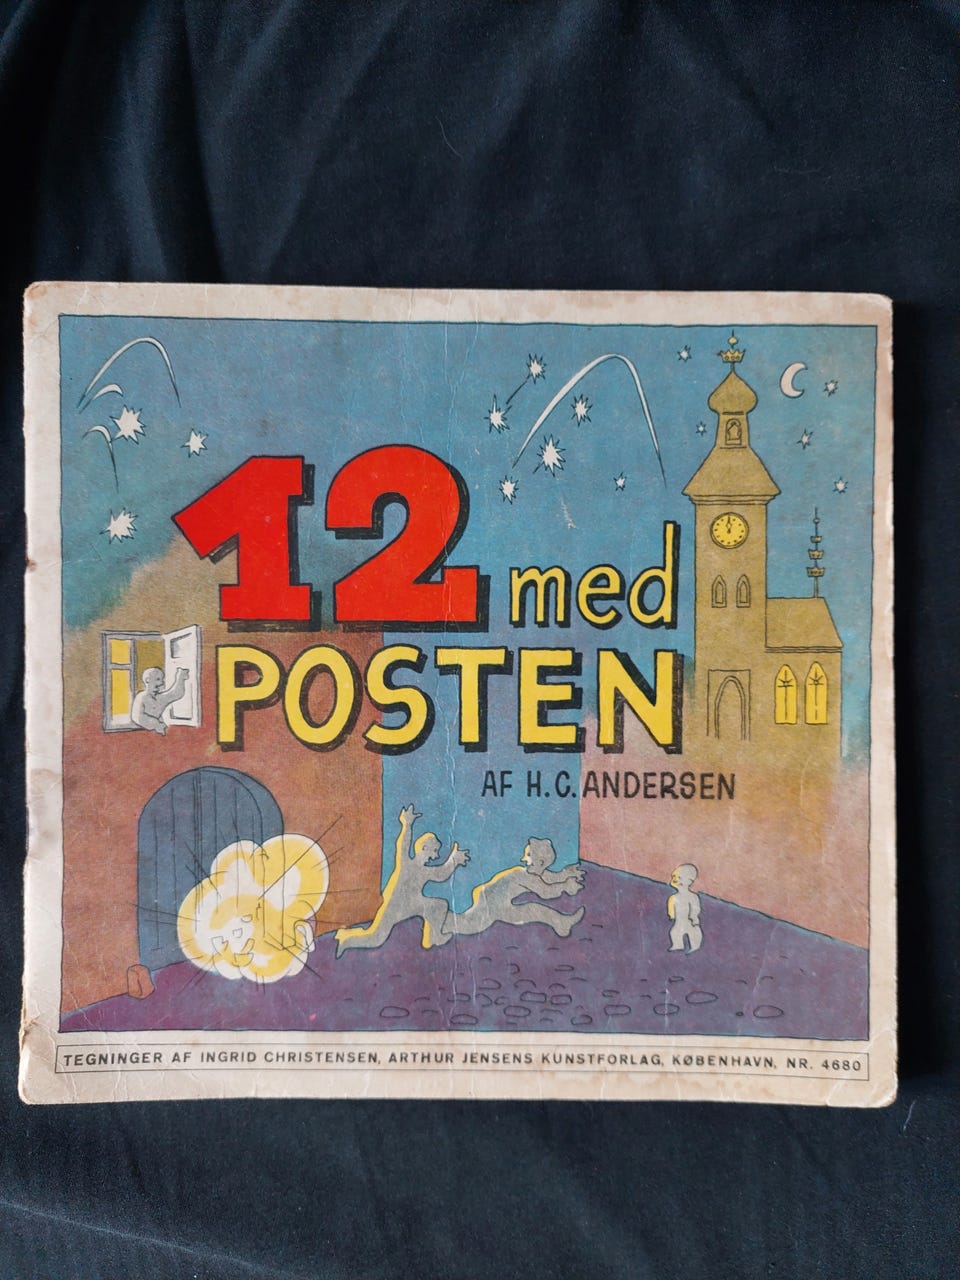 12 med
POSTEN
AF H.C. ANDERSEN
TEGNINGER AF INGRID CHRISTENSEN, ARTHUR JENSENS KUNSTFORLAG, KØBENHAVN, NR. 4680